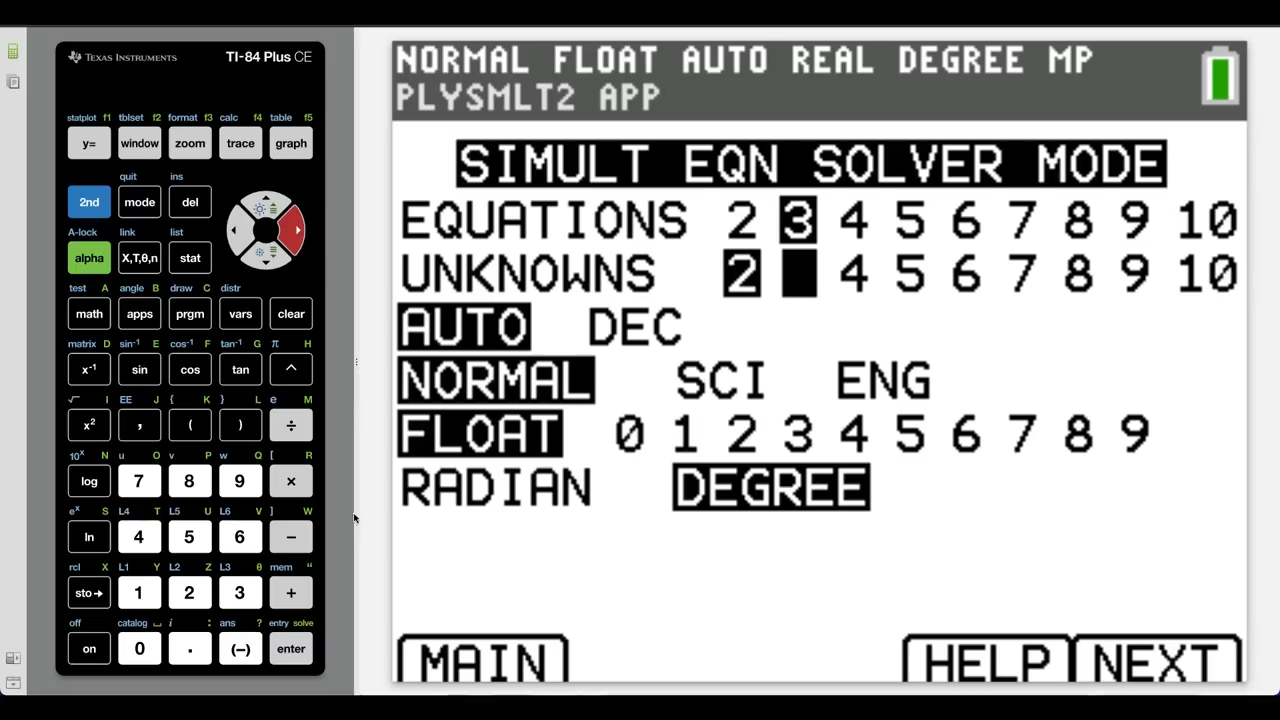 TEXAS INSTRUMENTS TI-84 Plus CE
statplot f1 tblset f2 format f3 calc f4 table f5
y= window zoom trace graph
quit ins
2nd mode del
A-lock link list
alpha X,T,θ,n stat
test A angle B draw C distr
math apps prgm vars clear
matrix D sin⁻¹ E cos⁻¹ F tan⁻¹ G π H
x⁻¹ sin cos tan ^
√ I EE J { K } L e M
x² , ( ) ÷
10ˣ N u O v P w Q [ R
log 7 8 9 ×
eˣ S L4 T L5 U L6 V ] W
ln 4 5 6 −
rcl X L1 Y L2 Z L3 θ mem "
sto→ 1 2 3 +
off catalog ⎵ i : ans ? entry solve
on 0 . (−) enter
NORMAL FLOAT AUTO REAL DEGREE MP
PLYSMLT2 APP
SIMULT EQN SOLVER MODE
EQUATIONS 2 3 4 5 6 7 8 9 10
UNKNOWNS 2 4 5 6 7 8 9 10
AUTO DEC
NORMAL SCI ENG
FLOAT 0 1 2 3 4 5 6 7 8 9
RADIAN DEGREE
MAIN HELP NEXT